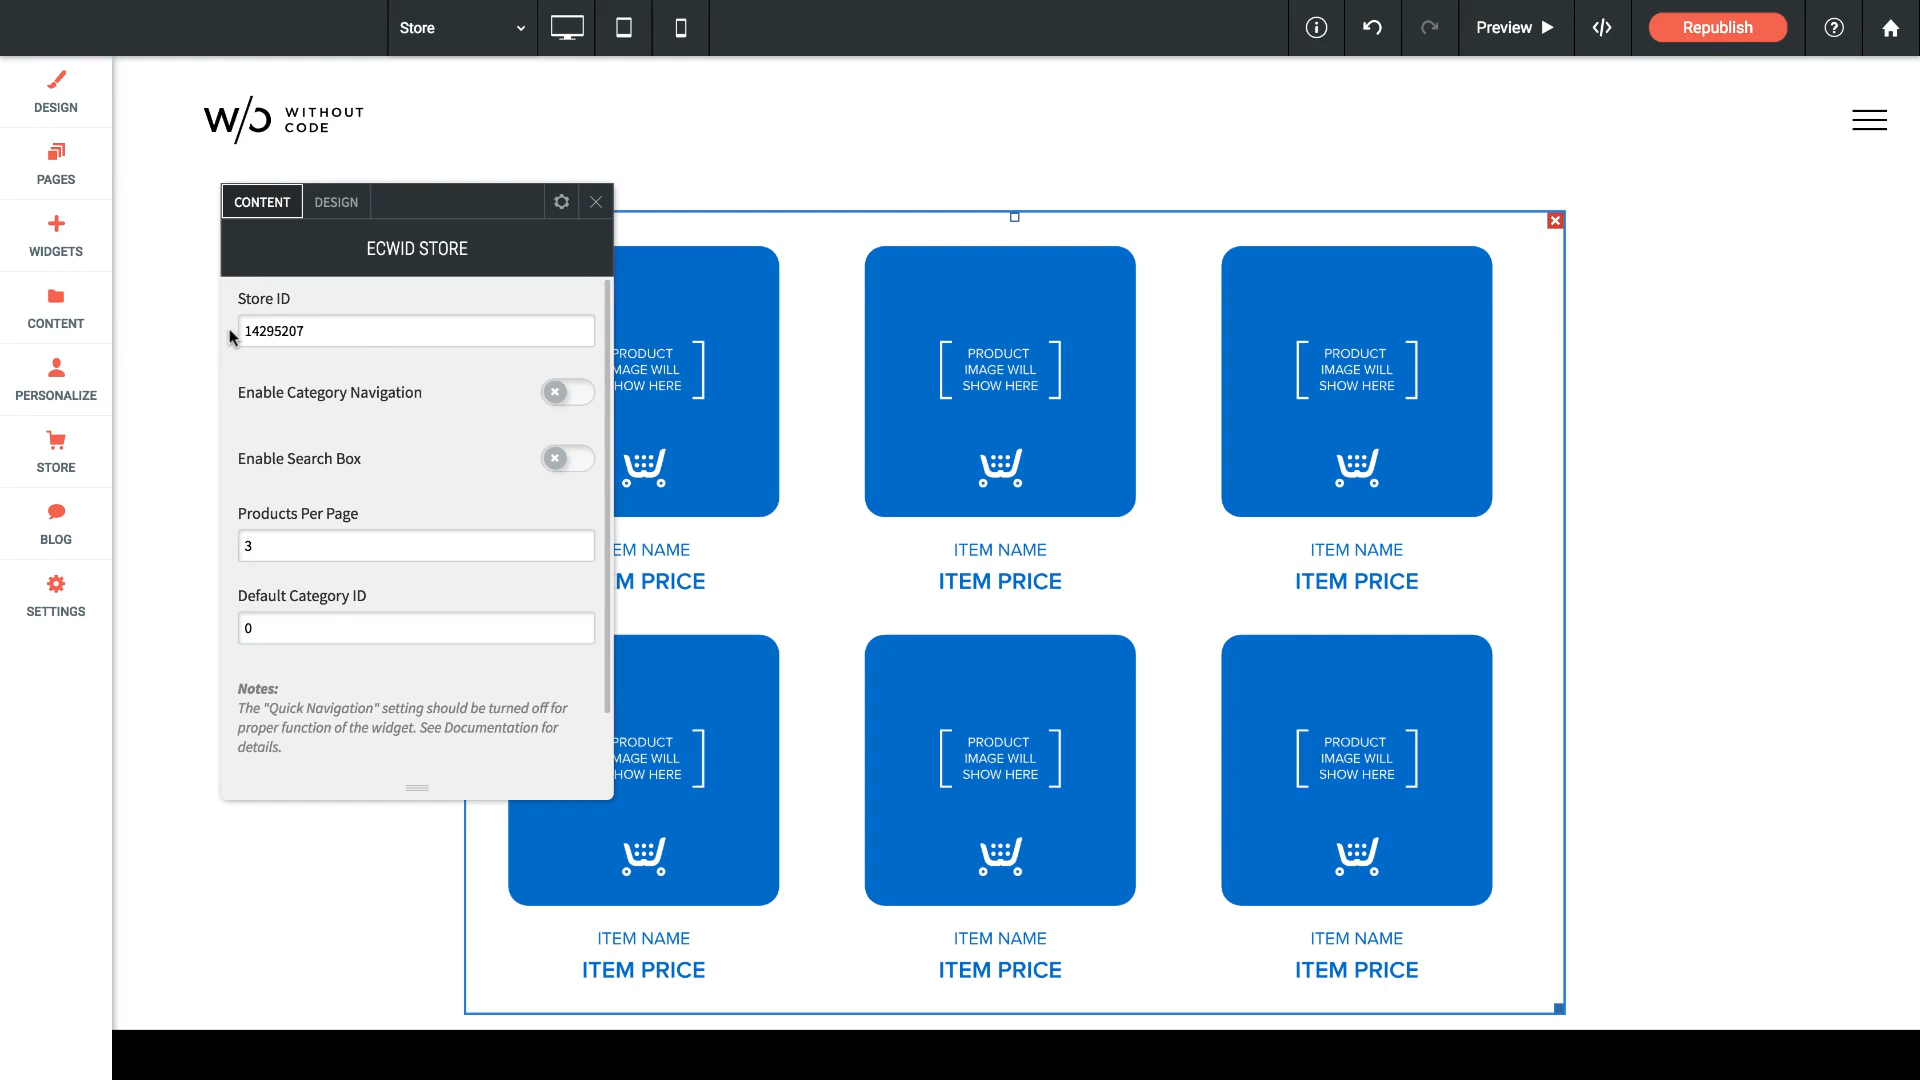 Store
Preview
Republish
DESIGN
PAGES
WIDGETS
CONTENT
PERSONALIZE
STORE
BLOG
SETTINGS
W/C WITHOUT
CODE
CONTENT
DESIGN
ECWID STORE
Store ID
14295207
Enable Category Navigation
Enable Search Box
Products Per Page
3
Default Category ID
0
Notes:
The "Quick Navigation" setting should be turned off for
proper function of the widget. See Documentation for
details.
PRODUCT
MAGE WILL
HOW HERE
EM NAME
M PRICE
PRODUCT
IMAGE WILL
SHOW HERE
ITEM NAME
ITEM PRICE
PRODUCT
IMAGE WILL
SHOW HERE
ITEM NAME
ITEM PRICE
PRODUCT
MAGE WILL
HOW HERE
ITEM NAME
ITEM PRICE
PRODUCT
IMAGE WILL
SHOW HERE
ITEM NAME
ITEM PRICE
PRODUCT
IMAGE WILL
SHOW HERE
ITEM NAME
ITEM PRICE